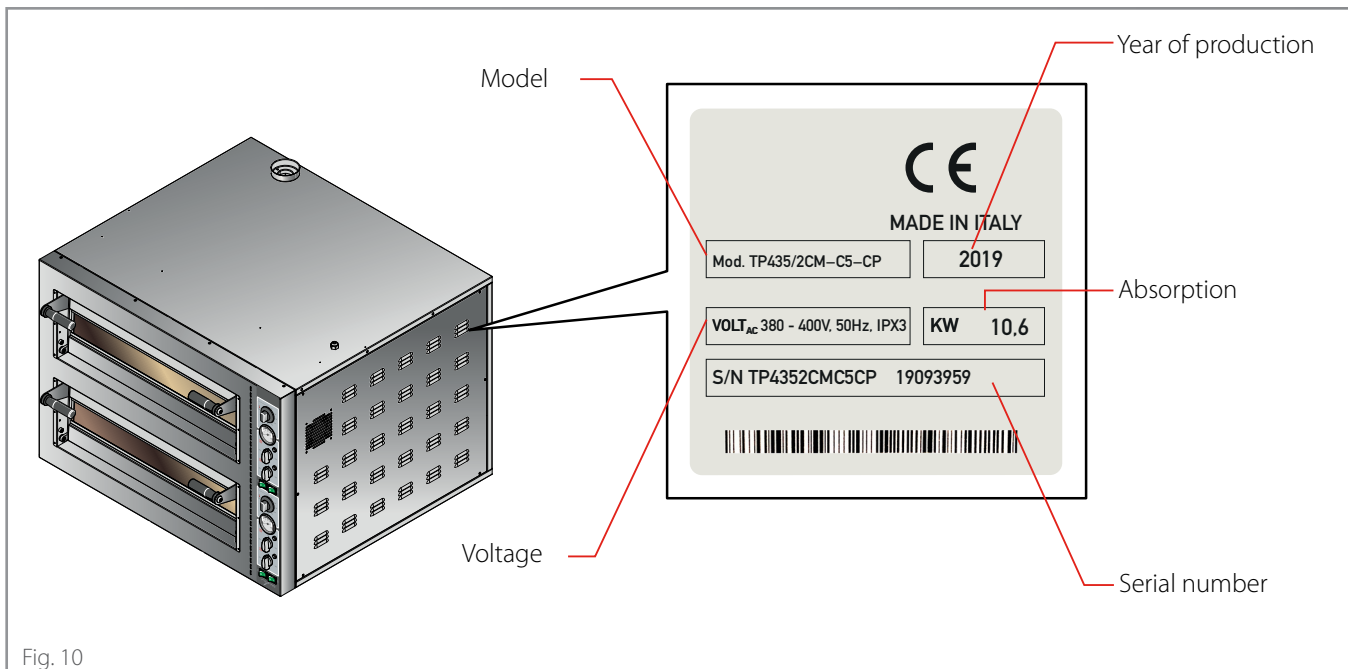 Year of production
Model
CE
MADE IN ITALY
Mod. TP435/2CM–C5–CP
2019
Absorption
VOLTAC 380 - 400V, 50Hz, IPX3
KW 10,6
S/N TP4352CMC5CP 19093959
Voltage
Serial number
Fig. 10